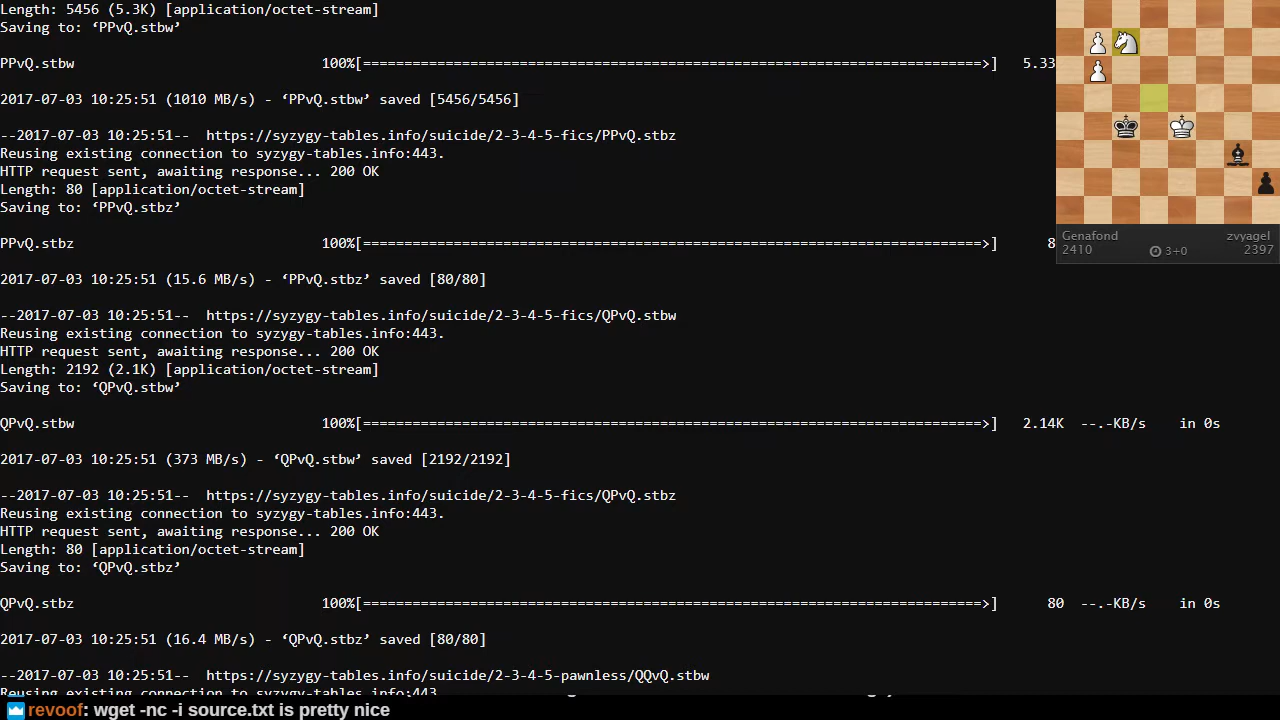 Length: 5456 (5.3K) [application/octet-stream]
Saving to: ‘PPvQ.stbw’
PPvQ.stbw 100%[===========================================================================>] 5.33
2017-07-03 10:25:51 (1010 MB/s) - ‘PPvQ.stbw’ saved [5456/5456]
--2017-07-03 10:25:51-- https://syzygy-tables.info/suicide/2-3-4-5-fics/PPvQ.stbz
Reusing existing connection to syzygy-tables.info:443.
HTTP request sent, awaiting response... 200 OK
Length: 80 [application/octet-stream]
Saving to: ‘PPvQ.stbz’
PPvQ.stbz 100%[===========================================================================>] 8
2017-07-03 10:25:51 (15.6 MB/s) - ‘PPvQ.stbz’ saved [80/80]
--2017-07-03 10:25:51-- https://syzygy-tables.info/suicide/2-3-4-5-fics/QPvQ.stbw
Reusing existing connection to syzygy-tables.info:443.
HTTP request sent, awaiting response... 200 OK
Length: 2192 (2.1K) [application/octet-stream]
Saving to: ‘QPvQ.stbw’
QPvQ.stbw 100%[===========================================================================>] 2.14K --.-KB/s in 0s
2017-07-03 10:25:51 (373 MB/s) - ‘QPvQ.stbw’ saved [2192/2192]
--2017-07-03 10:25:51-- https://syzygy-tables.info/suicide/2-3-4-5-fics/QPvQ.stbz
Reusing existing connection to syzygy-tables.info:443.
HTTP request sent, awaiting response... 200 OK
Length: 80 [application/octet-stream]
Saving to: ‘QPvQ.stbz’
QPvQ.stbz 100%[===========================================================================>] 80 --.-KB/s in 0s
2017-07-03 10:25:51 (16.4 MB/s) - ‘QPvQ.stbz’ saved [80/80]
--2017-07-03 10:25:51-- https://syzygy-tables.info/suicide/2-3-4-5-pawnless/QQvQ.stbw
Reusing existing connection to syzygy-tables.info:443.
revoof: wget -nc -i source.txt is pretty nice
Genafond zvyagel
2410 3+0 2397